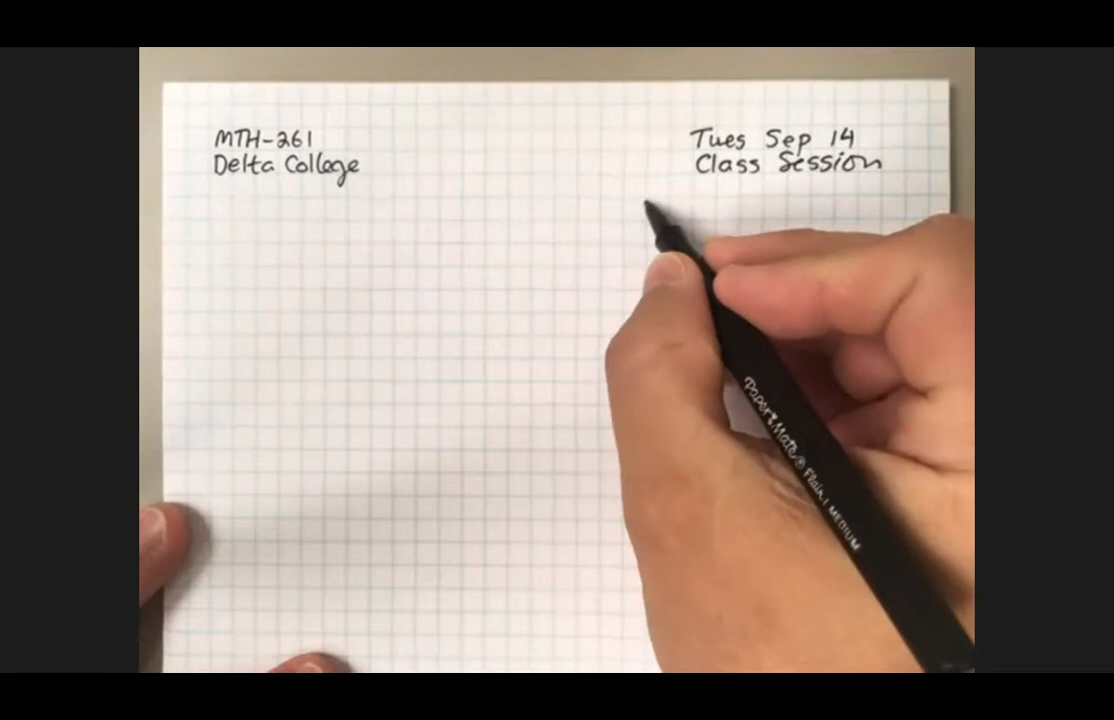 MTH-261
Delta College
Tues Sep 14
Class Session
Paper Mate® Flair. MEDIUM